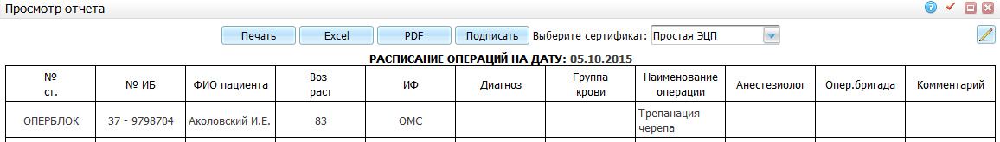 Просмотр отчета
Печать Excel PDF Подписать Выберите сертификат: Простая ЭЦП
РАСПИСАНИЕ ОПЕРАЦИЙ НА ДАТУ: 05.10.2015
№ ст. № ИБ ФИО пациента Воз-раст ИФ Диагноз Группа крови Наименование операции Анестезиолог Опер.бригада Комментарий
ОПЕРБЛОК 37 - 9798704 Аколовский И.Е. 83 ОМС Трепанация черепа